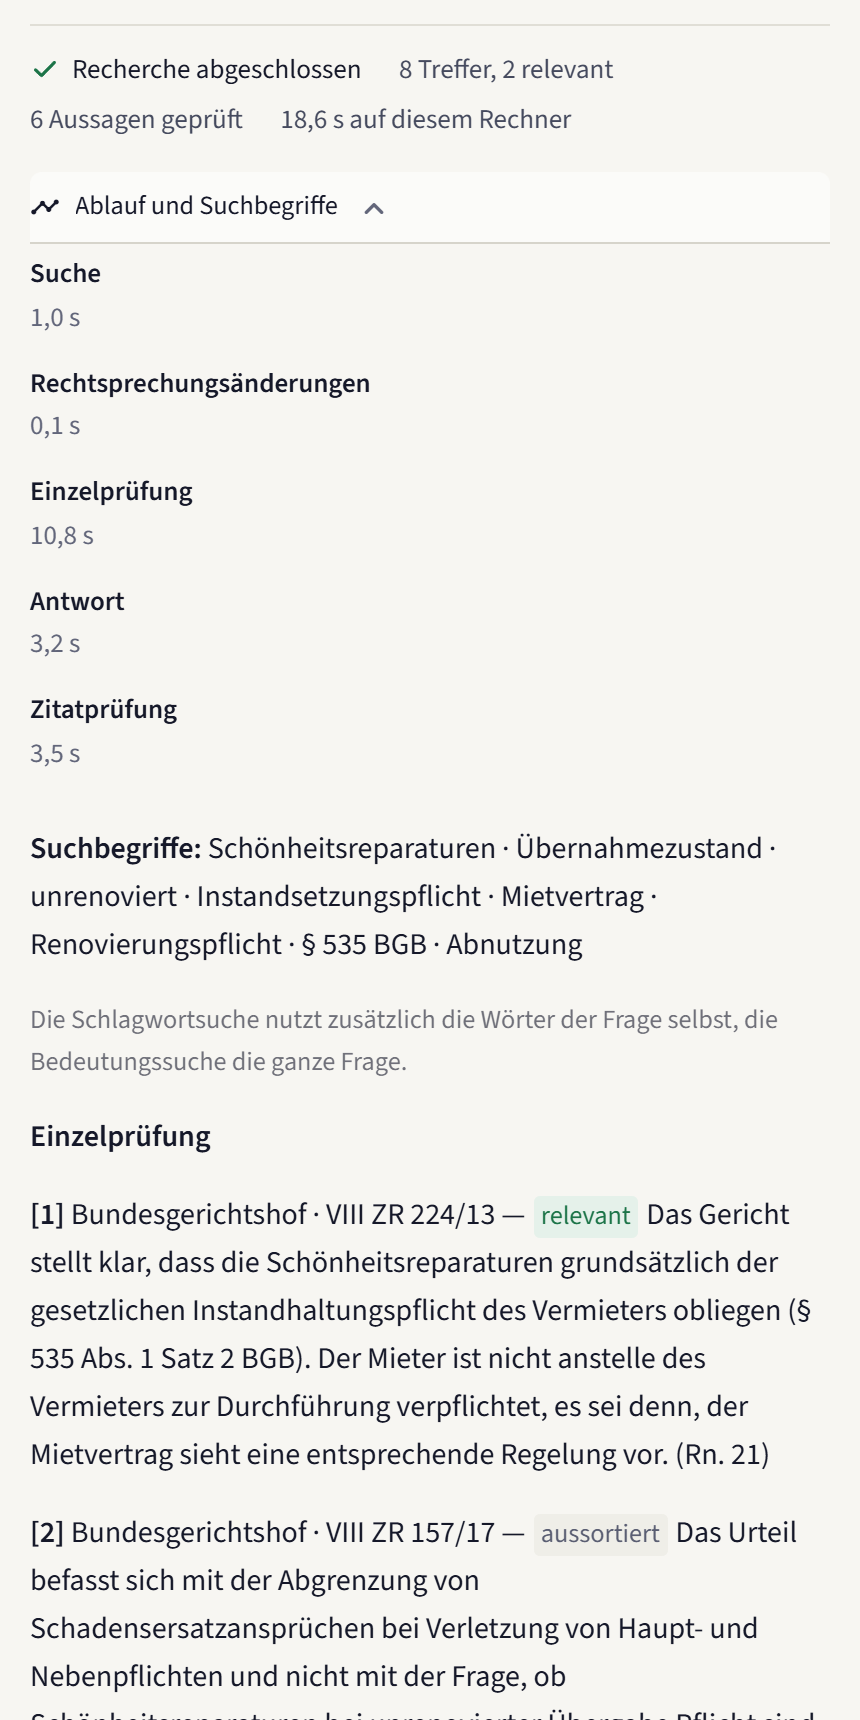 Recherche abgeschlossen 8 Treffer, 2 relevant
6 Aussagen geprüft 18,6 s auf diesem Rechner
Ablauf und Suchbegriffe
Suche
1,0 s
Rechtsprechungsänderungen
0,1 s
Einzelprüfung
10,8 s
Antwort
3,2 s
Zitatprüfung
3,5 s
Suchbegriffe: Schönheitsreparaturen · Übernahmezustand ·
unrenoviert · Instandsetzungspflicht · Mietvertrag ·
Renovierungspflicht · § 535 BGB · Abnutzung
Die Schlagwortsuche nutzt zusätzlich die Wörter der Frage selbst, die
Bedeutungssuche die ganze Frage.
Einzelprüfung
[1] Bundesgerichtshof · VIII ZR 224/13 — relevant Das Gericht
stellt klar, dass die Schönheitsreparaturen grundsätzlich der
gesetzlichen Instandhaltungspflicht des Vermieters obliegen (§
535 Abs. 1 Satz 2 BGB). Der Mieter ist nicht anstelle des
Vermieters zur Durchführung verpflichtet, es sei denn, der
Mietvertrag sieht eine entsprechende Regelung vor. (Rn. 21)
[2] Bundesgerichtshof · VIII ZR 157/17 — aussortiert Das Urteil
befasst sich mit der Abgrenzung von
Schadensersatzansprüchen bei Verletzung von Haupt- und
Nebenpflichten und nicht mit der Frage, ob
Schönheitsreparaturen bei unrenovierter Übergabe Pflicht sind